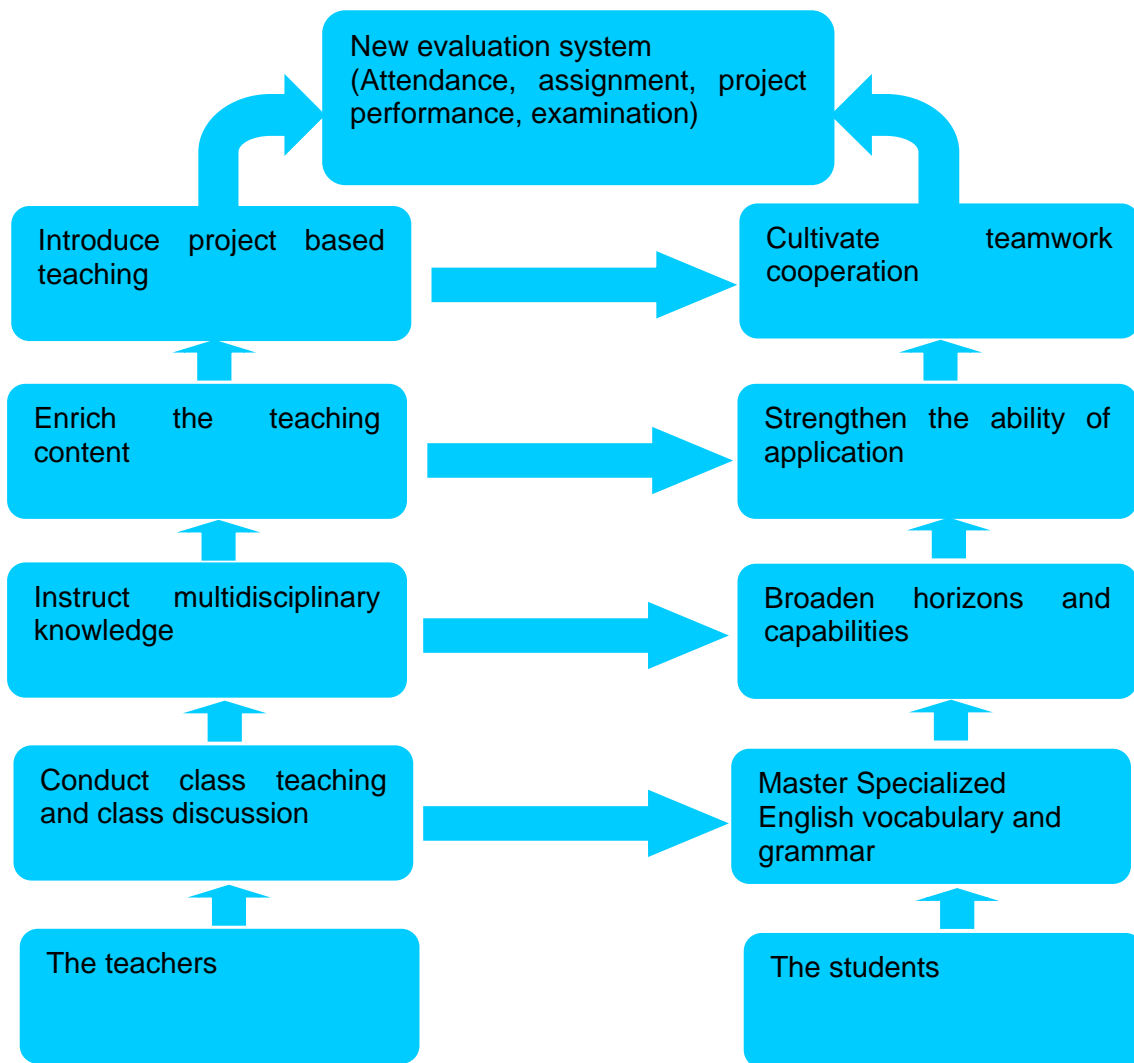 New evaluation system
(Attendance, assignment, project
performance, examination)
Introduce project based
teaching
Cultivate teamwork
cooperation
Enrich the teaching
content
Strengthen the ability of
application
Instruct multidisciplinary
knowledge
Broaden horizons and
capabilities
Conduct class teaching
and class discussion
Master Specialized
English vocabulary and
grammar
The teachers
The students